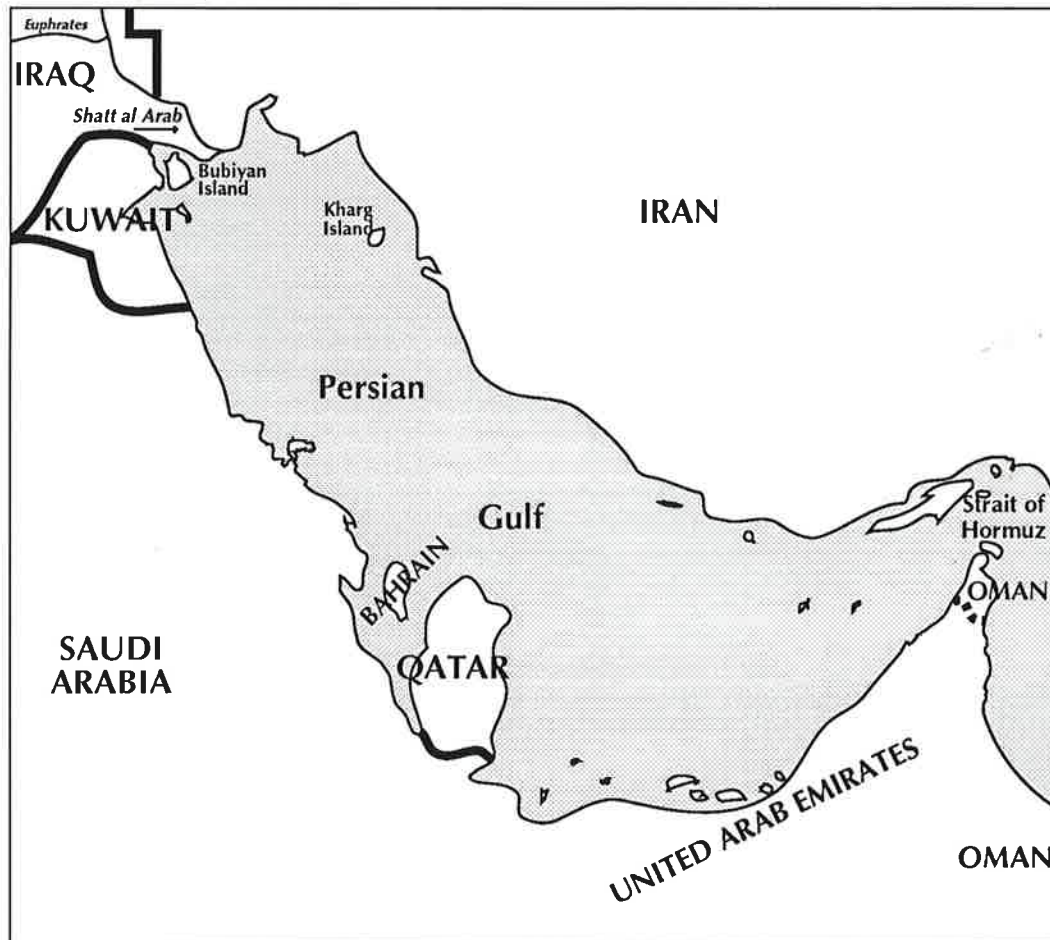 Euphrates
IRAQ
Shatt al Arab
Bubiyan
Island
KUWAIT
Kharg
Island
IRAN
Persian
Gulf
Strait of
Hormuz
BAHRAIN
OMAN
SAUDI
ARABIA
QATAR
UNITED ARAB EMIRATES
OMAN